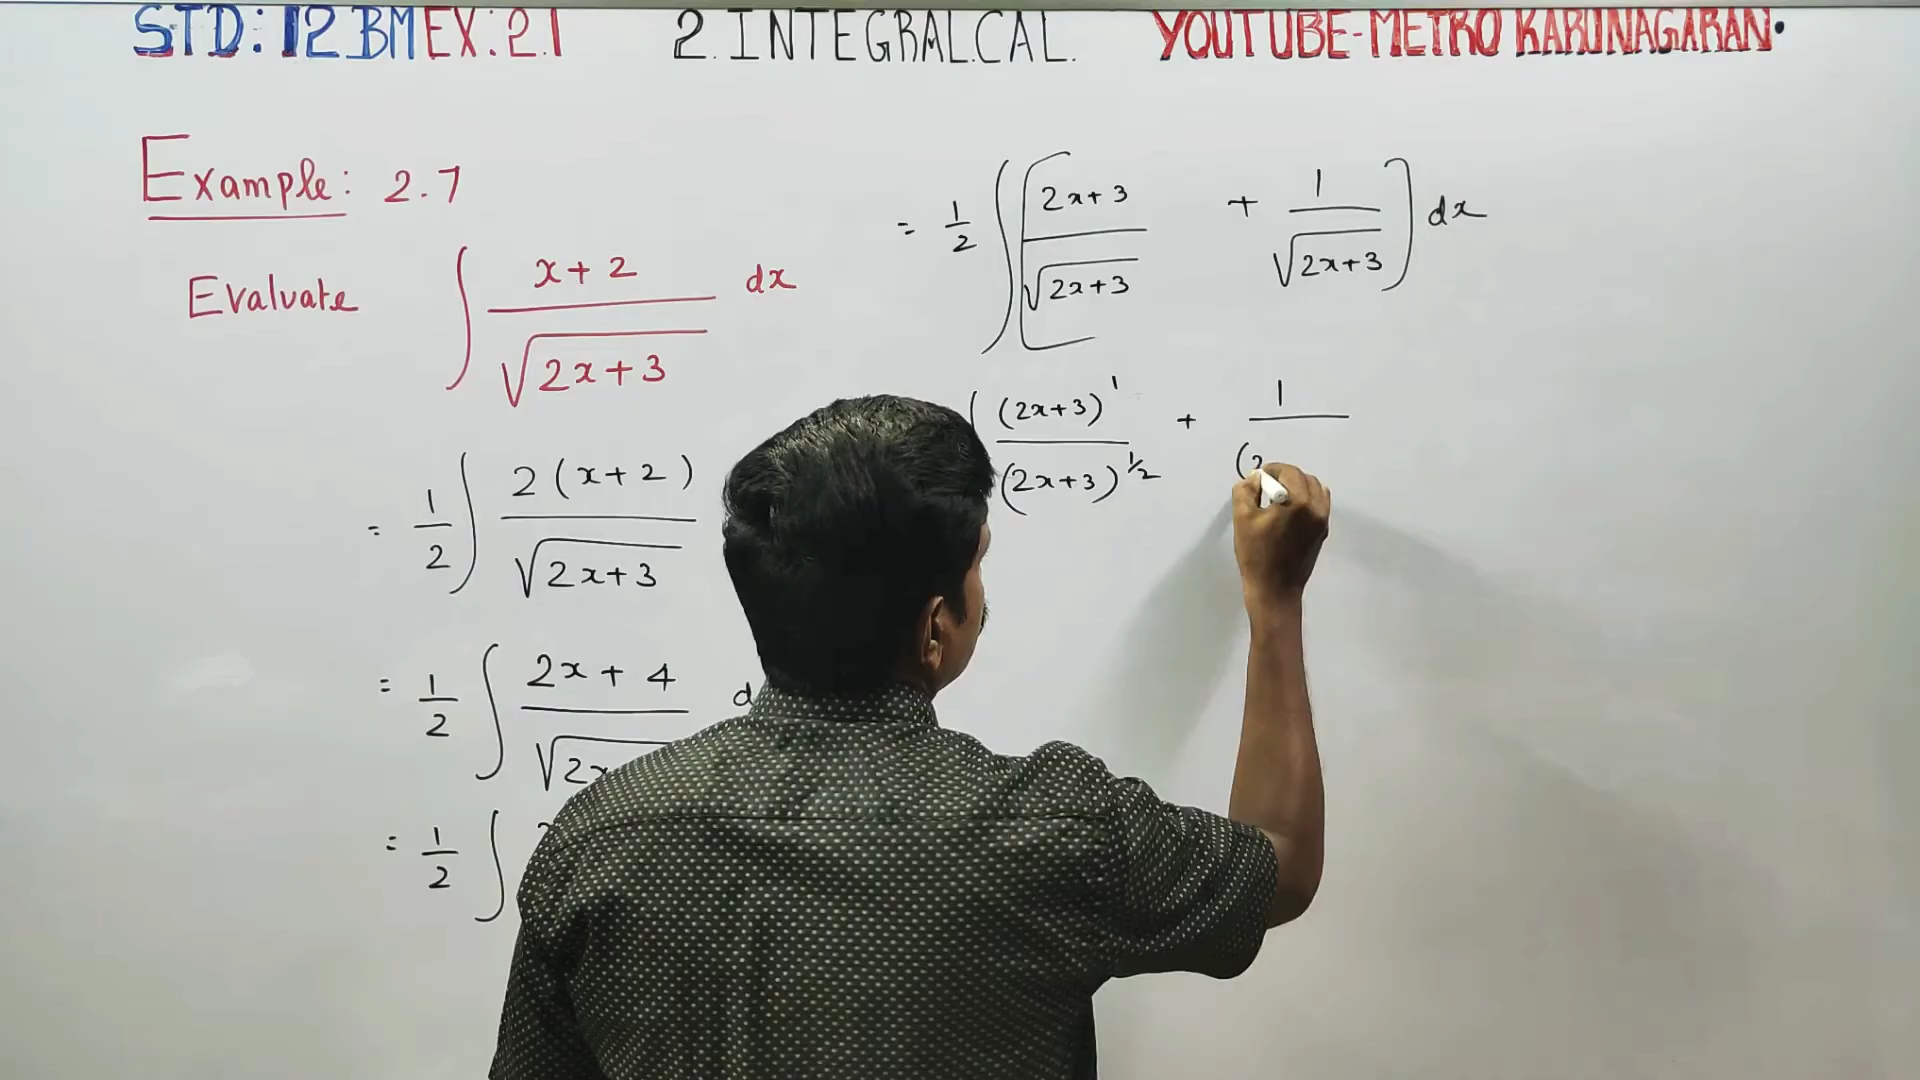 STD: 12 BM EX: 2.1 2. INTEGRAL CAL. YOUTUBE-METRO KARUNAGARAN.
Example: 2.7
Evaluate ∫ x+2 / √2x+3 dx
= 1/2 ∫ 2(x+2) / √2x+3
= 1/2 ∫ 2x+4 / √2x d
= 1/2 ∫
= 1/2 ∫ [ 2x+3 / √2x+3 + 1 / √2x+3 ] dx
(2x+3)^1 / (2x+3)^1/2 + 1 / (2